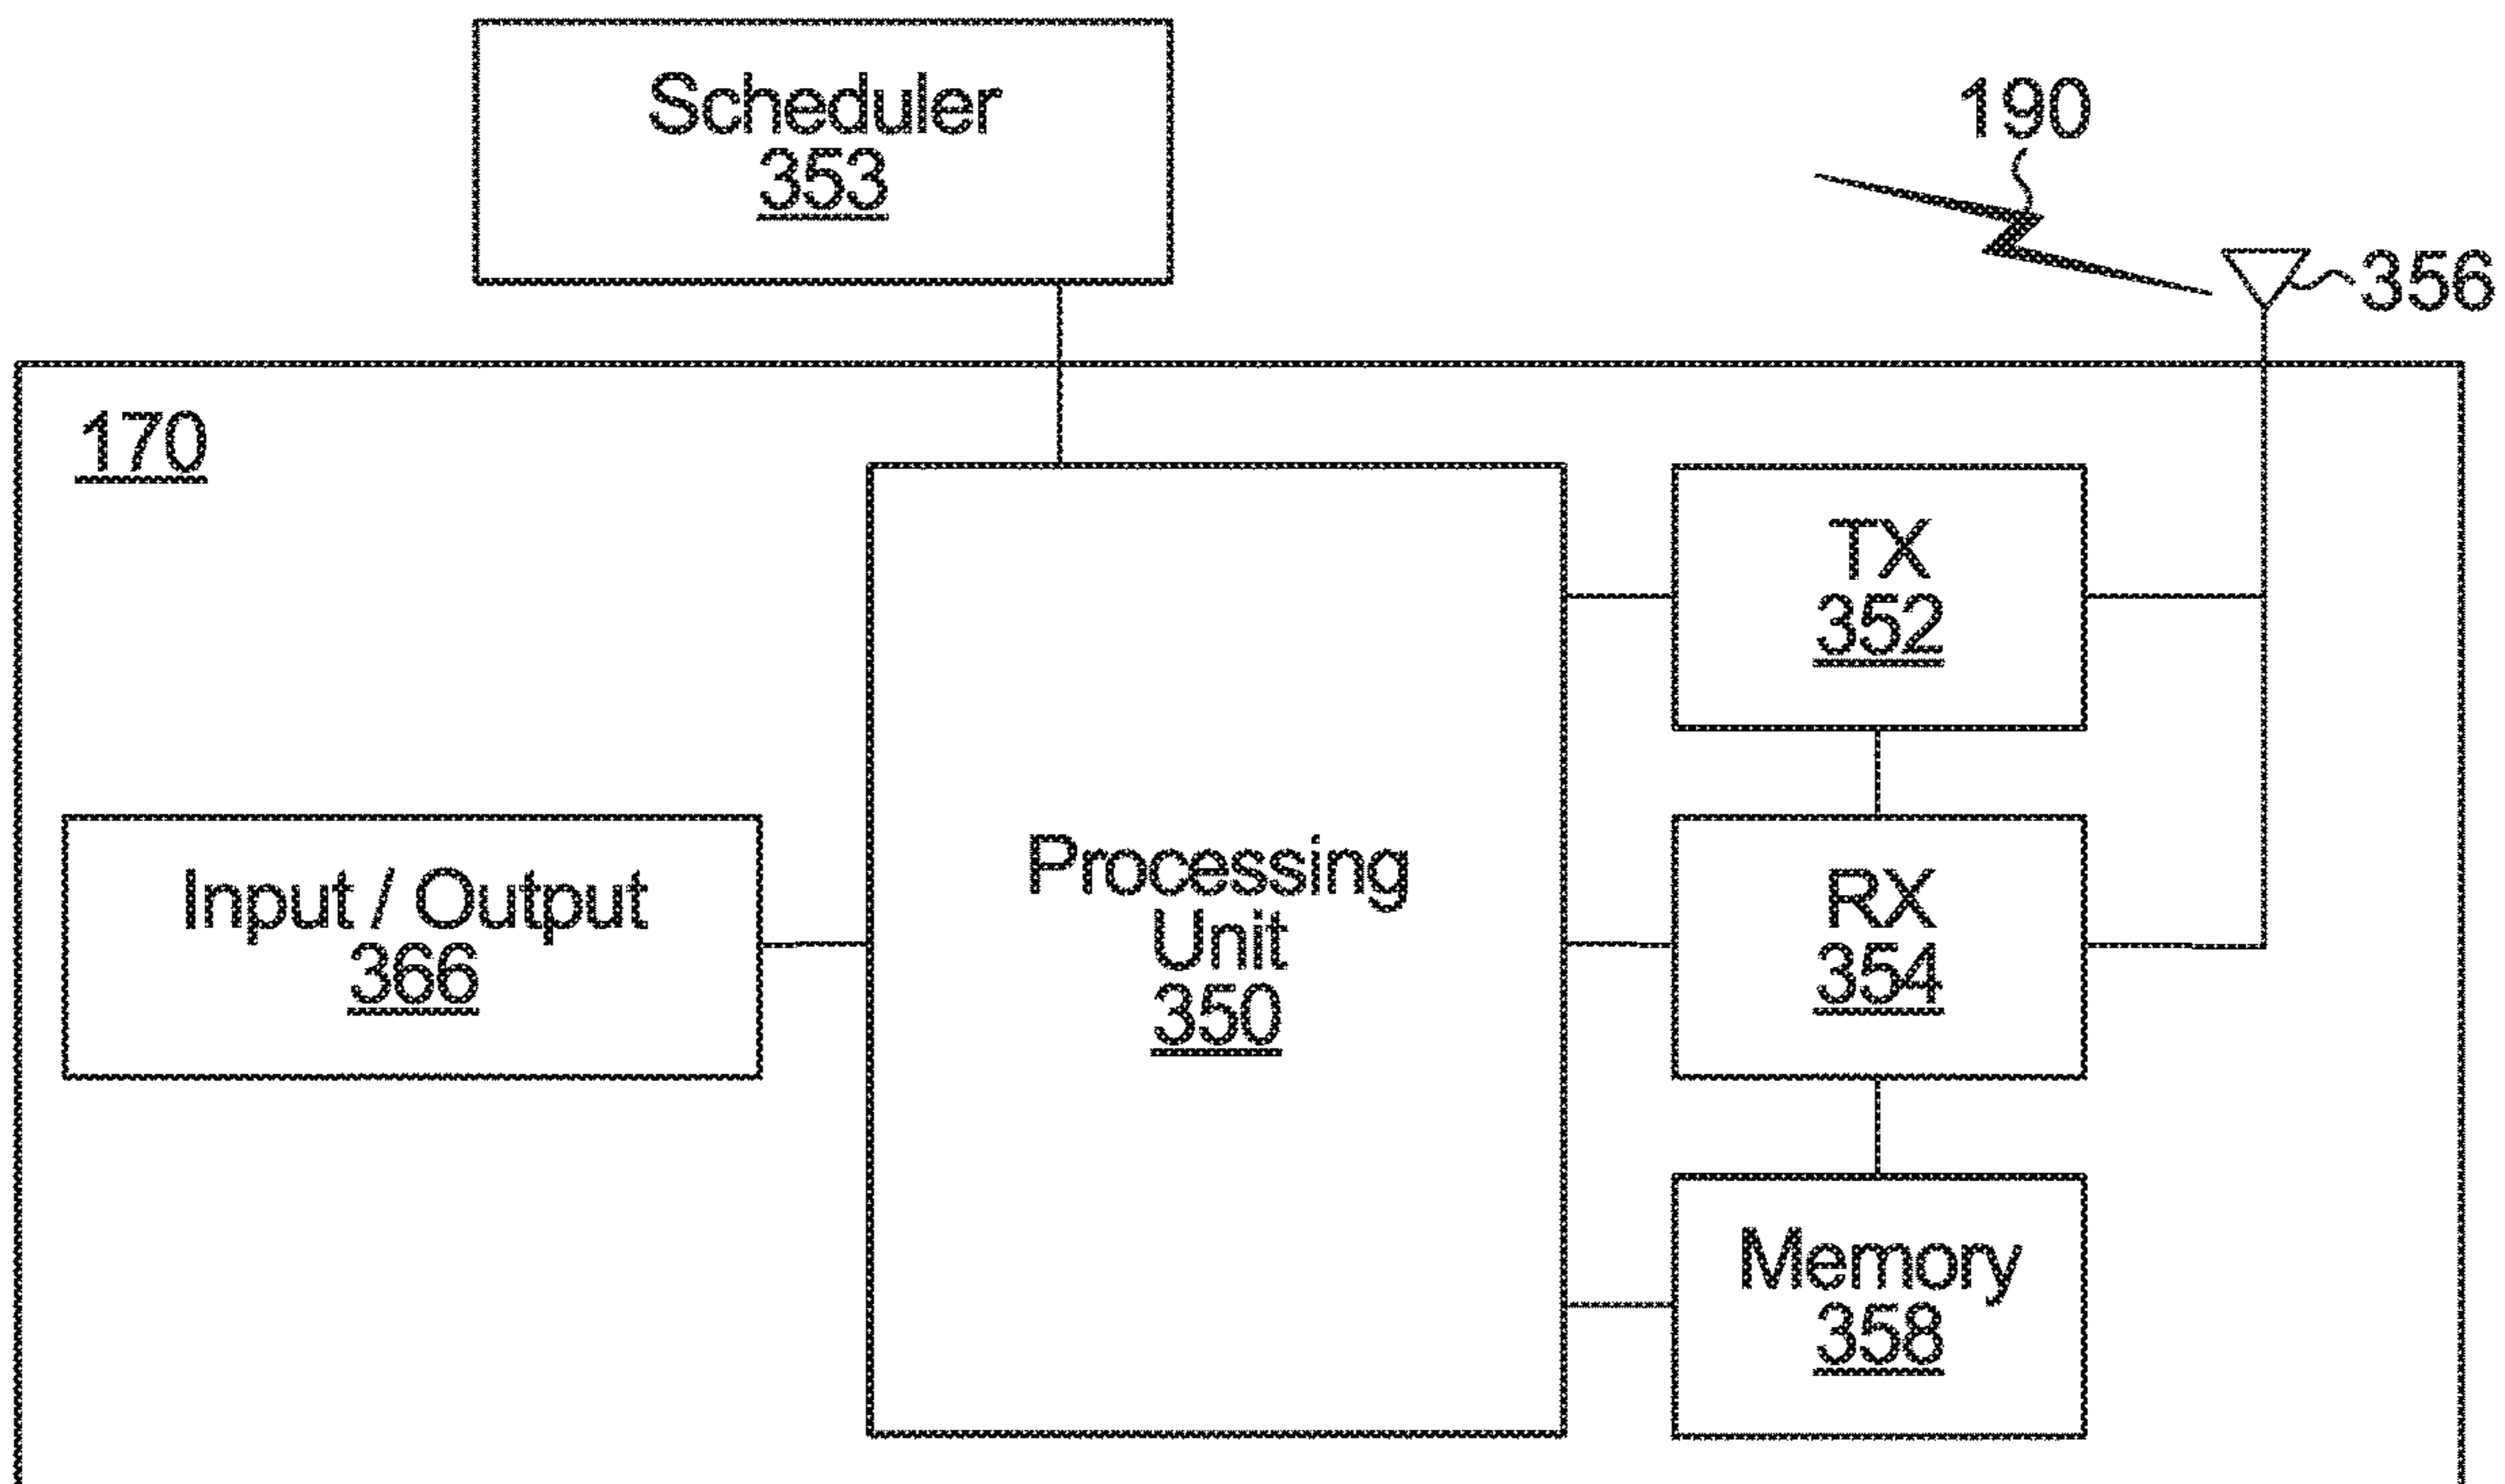 Scheduler
353
190
356
170
TX
352
Input / Output
366
Processing
Unit
350
RX
354
Memory
358